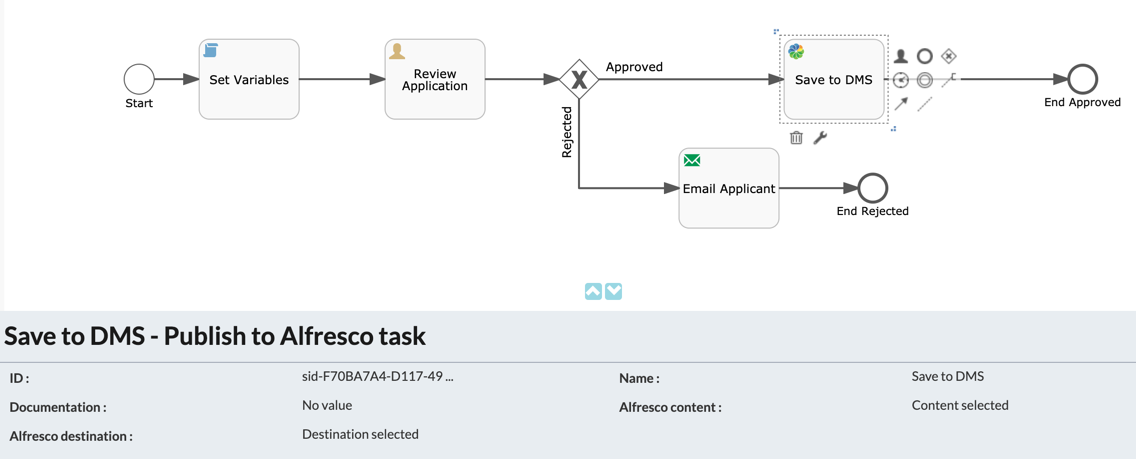 Start
Set Variables
Review
Application
Approved
Rejected
Save to DMS
End Approved
Email Applicant
End Rejected
Save to DMS - Publish to Alfresco task
ID : sid-F70BA7A4-D117-49 ... Name : Save to DMS
Documentation : No value Alfresco content : Content selected
Alfresco destination : Destination selected